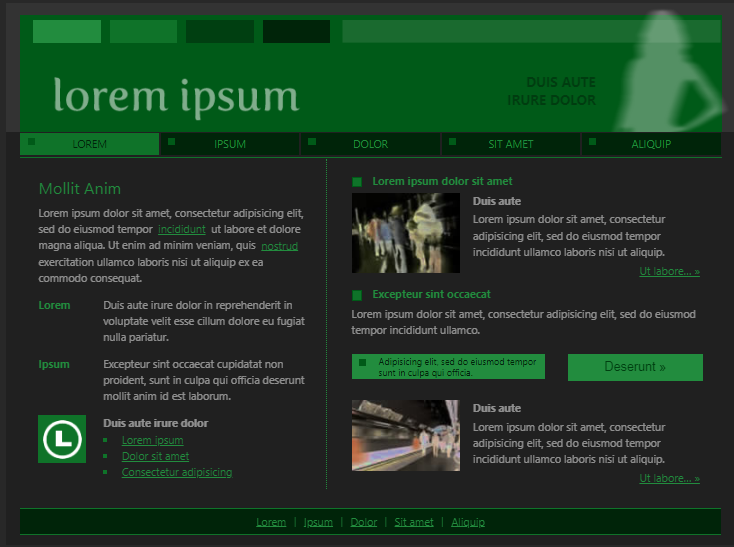 lorem ipsum
DUIS AUTE
IRURE DOLOR
LOREM
IPSUM
DOLOR
SIT AMET
ALIQUIP
Mollit Anim
Lorem ipsum dolor sit amet, consectetur adipisicing elit,
sed do eiusmod tempor incididunt ut labore et dolore
magna aliqua. Ut enim ad minim veniam, quis nostrud
exercitation ullamco laboris nisi ut aliquip ex ea
commodo consequat.
Lorem
Duis aute irure dolor in reprehenderit in
voluptate velit esse cillum dolore eu fugiat
nulla pariatur.
Ipsum
Excepteur sint occaecat cupidatat non
proident, sunt in culpa qui officia deserunt
mollit anim id est laborum.
L
Duis aute irure dolor
Lorem ipsum
Dolor sit amet
Consectetur adipisicing
Lorem ipsum dolor sit amet
Duis aute
Lorem ipsum dolor sit amet, consectetur
adipisicing elit, sed do eiusmod tempor
incididunt ullamco laboris nisi ut aliquip.
Ut labore... »
Excepteur sint occaecat
Lorem ipsum dolor sit amet, consectetur adipisicing elit, sed do eiusmod
tempor incididunt ullamco.
Adipisicing elit, sed do eiusmod tempor
sunt in culpa qui officia.
Deserunt »
Duis aute
Lorem ipsum dolor sit amet, consectetur
adipisicing elit, sed do eiusmod tempor
incididunt ullamco laboris nisi ut aliquip.
Ut labore... »
Lorem | Ipsum | Dolor | Sit amet | Aliquip